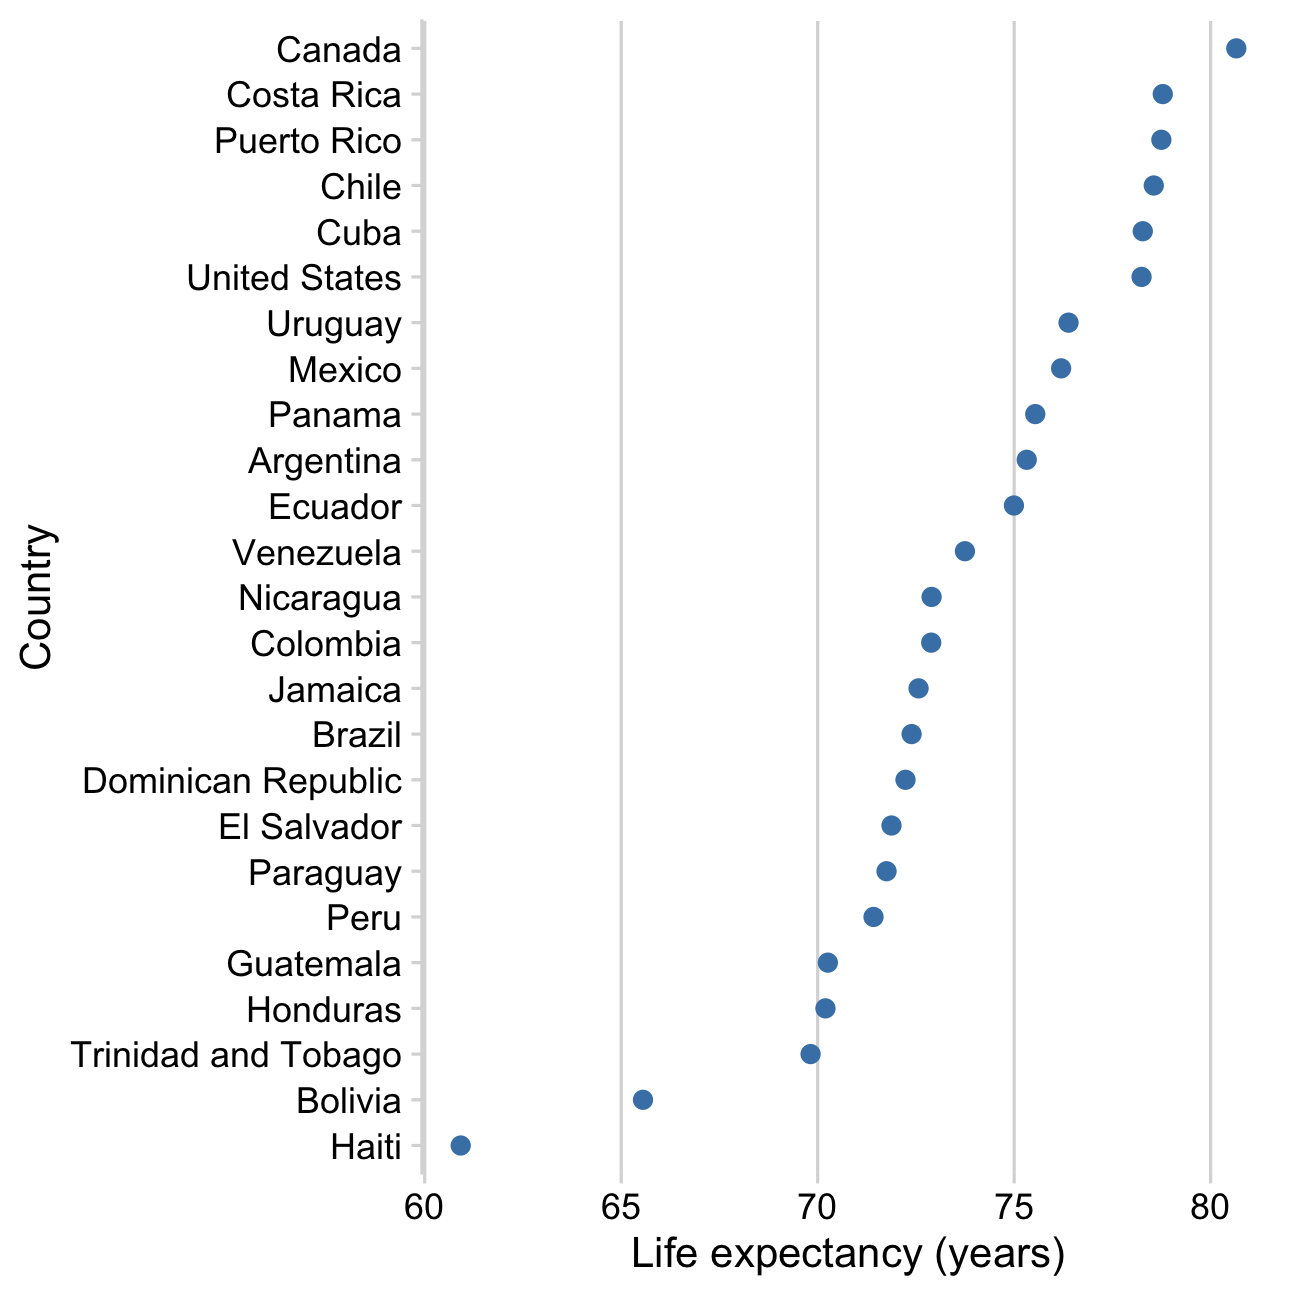 Canada
Costa Rica
Puerto Rico
Chile
Cuba
United States
Uruguay
Mexico
Panama
Argentina
Ecuador
Venezuela
Nicaragua
Colombia
Jamaica
Brazil
Dominican Republic
El Salvador
Paraguay
Peru
Guatemala
Honduras
Trinidad and Tobago
Bolivia
Haiti
Country
60 65 70 75 80
Life expectancy (years)